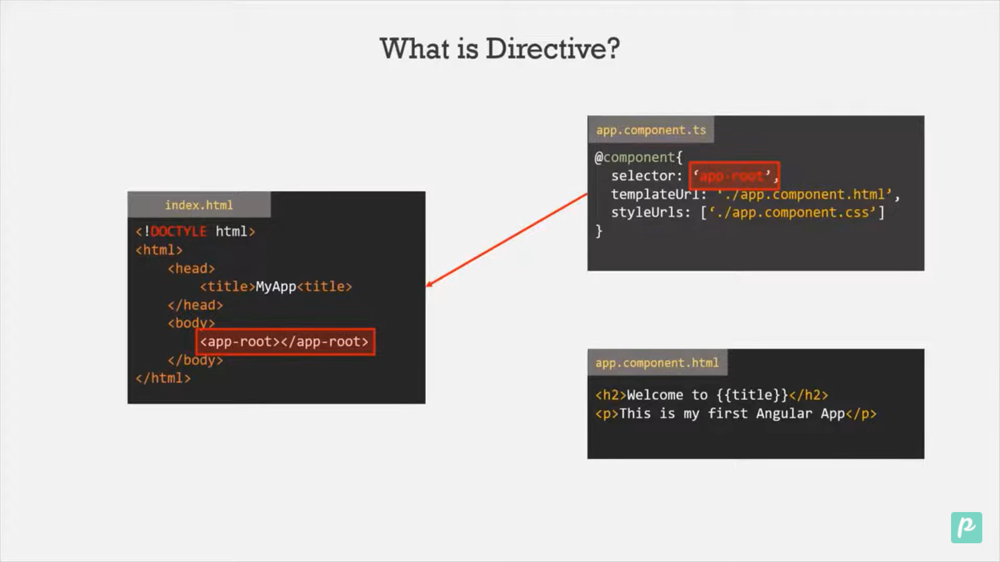 What is Directive?
index.html
<!DOCTYLE html>
<html>
<head>
<title>MyApp<title>
</head>
<body>
<app-root></app-root>
</body>
</html>
app.component.ts
@component{
selector: ‘app-root’,
templateUrl: ‘./app.component.html’,
styleUrls: [‘./app.component.css’]
}
app.component.html
<h2>Welcome to {{title}}</h2>
<p>This is my first Angular App</p>
p